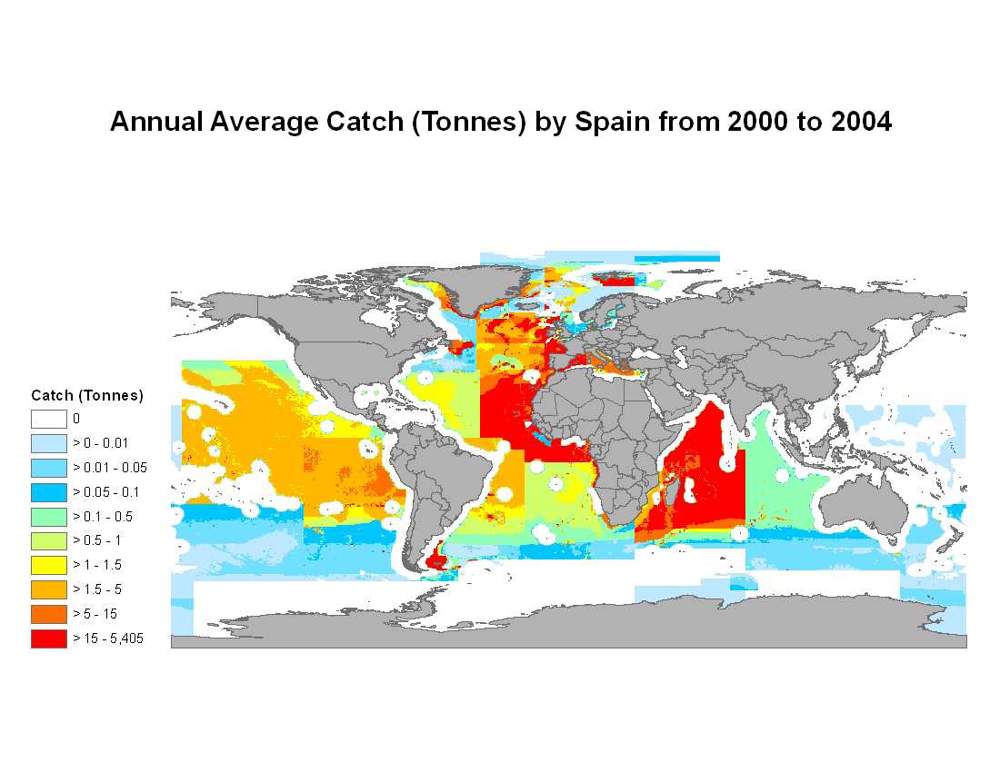 Annual Average Catch (Tonnes) by Spain from 2000 to 2004
Catch (Tonnes)
0
> 0 - 0.01
> 0.01 - 0.05
> 0.05 - 0.1
> 0.1 - 0.5
> 0.5 - 1
> 1 - 1.5
> 1.5 - 5
> 5 - 15
> 15 - 5,405